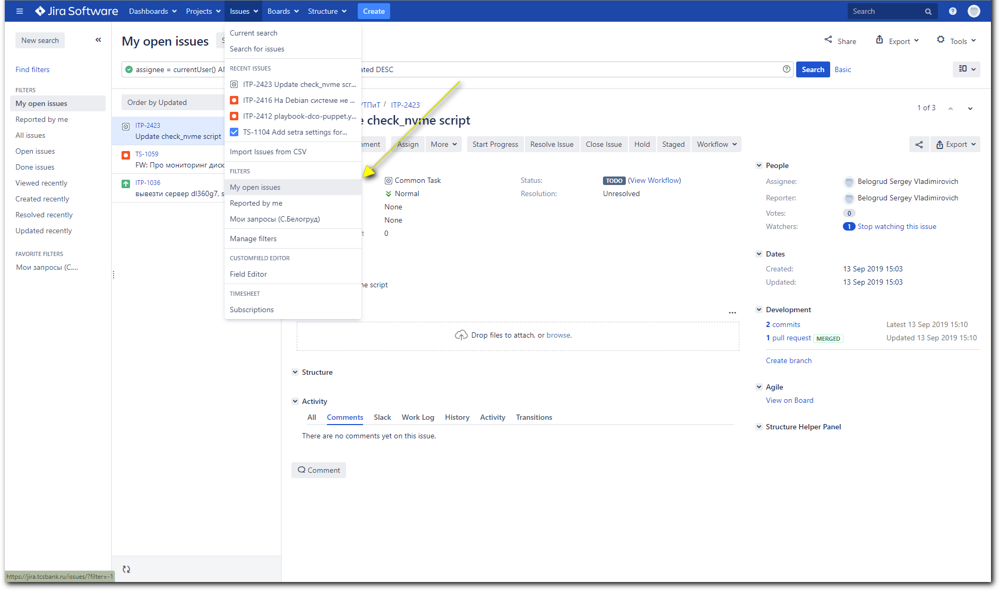 Jira Software Dashboards Projects Issues Boards Structure Create Search
New search
Find filters
FILTERS
My open issues
Reported by me
All issues
Open issues
Done issues
Viewed recently
Created recently
Resolved recently
Updated recently
FAVORITE FILTERS
Мои запросы (С....
My open issues S
Share Export Tools
assignee = currentUser() A
ated DESC
Search Basic
Order by Updated
ITP-2423
Update check_nvme script
TS-1059
FW: Про мониторинг диск
ITP-1036
вывезти сервер dl360g7, s
Current search
Search for issues
RECENT ISSUES
ITP-2423 Update check_nvme scr...
ITP-2416 На Debian системе не ...
ITP-2412 playbook-dco-puppet.y...
TS-1104 Add setra settings for...
Import Issues from CSV
FILTERS
My open issues
Reported by me
Мои запросы (С.Белогруд)
Manage filters
CUSTOMFIELD EDITOR
Field Editor
TIMESHEET
Subscriptions
УТПиТ / ITP-2423
1 of 3
e check_nvme script
mment Assign More Start Progress Resolve Issue Close Issue Hold Staged Workflow Export
Common Task
Status: TODO (View Workflow)
Normal
Resolution: Unresolved
None
None
t 0
me script
Drop files to attach, or browse.
Structure
Activity
All Comments Slack Work Log History Activity Transitions
There are no comments yet on this issue.
Comment
People
Assignee: Belogrud Sergey Vladimirovich
Reporter: Belogrud Sergey Vladimirovich
Votes: 0
Watchers: 1 Stop watching this issue
Dates
Created: 13 Sep 2019 15:03
Updated: 13 Sep 2019 15:03
Development
2 commits Latest 13 Sep 2019 15:10
1 pull request MERGED Updated 13 Sep 2019 15:10
Create branch
Agile
View on Board
Structure Helper Panel
https://jira.tcsbank.ru/issues/?filter=-1